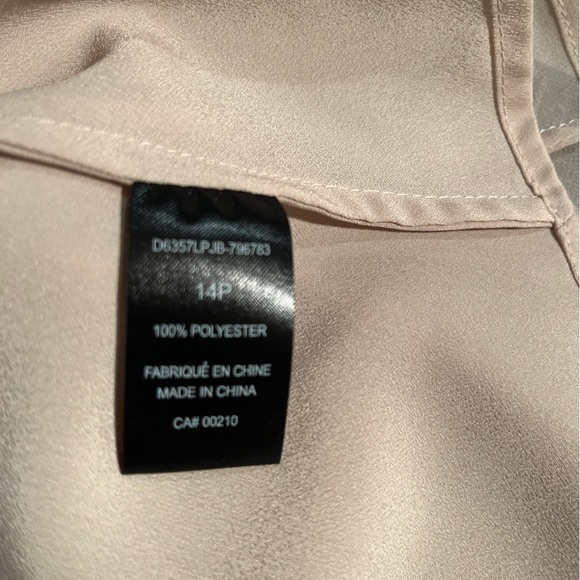 D6357LPJB-796783
14P
100% POLYESTER
FABRIQUÉ EN CHINE
MADE IN CHINA
CA# 00210